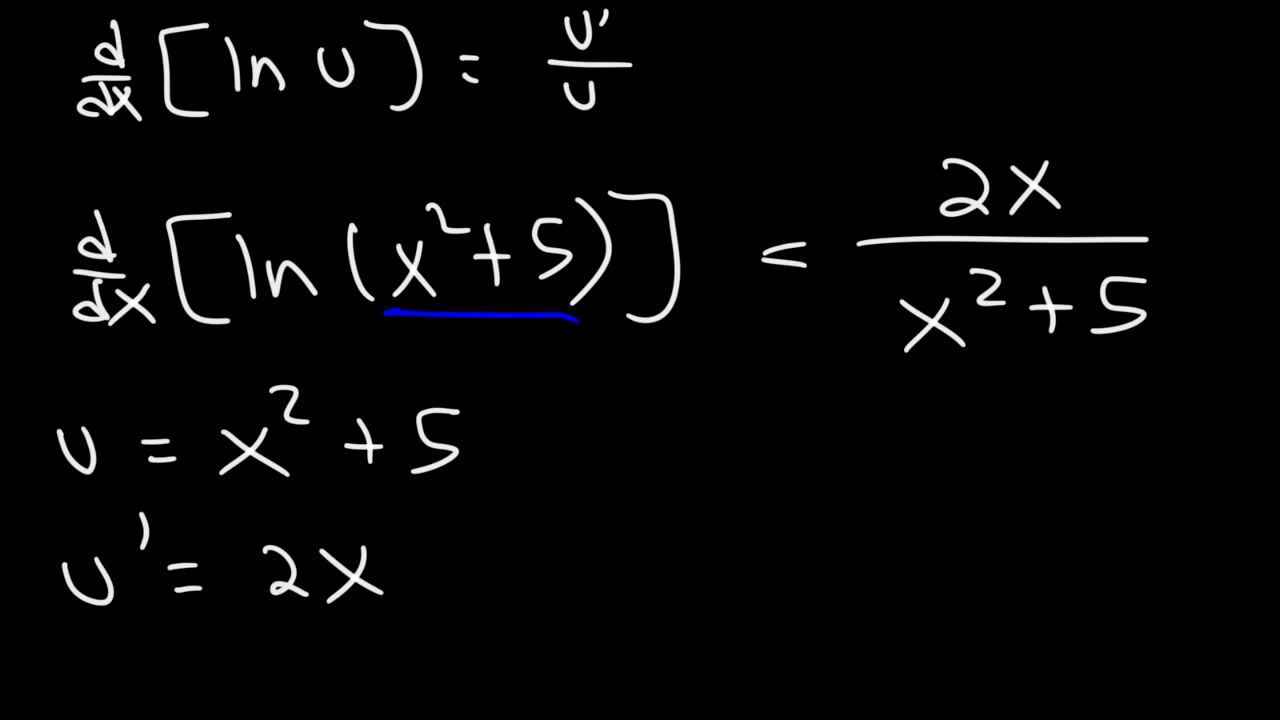 d/dx [ln u] = u'/u
d/dx [ln (x²+5)] = 2x/(x²+5)
u = x² + 5
u' = 2x